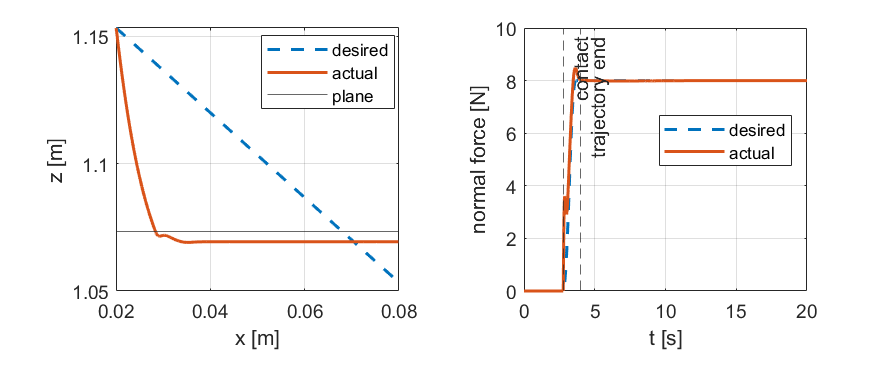 1.15
1.1
1.05
z [m]
0.02
0.04
0.06
0.08
x [m]
desired
actual
plane
10
8
6
4
2
0
normal force [N]
0
5
10
15
20
t [s]
contact
trajectory end
desired
actual